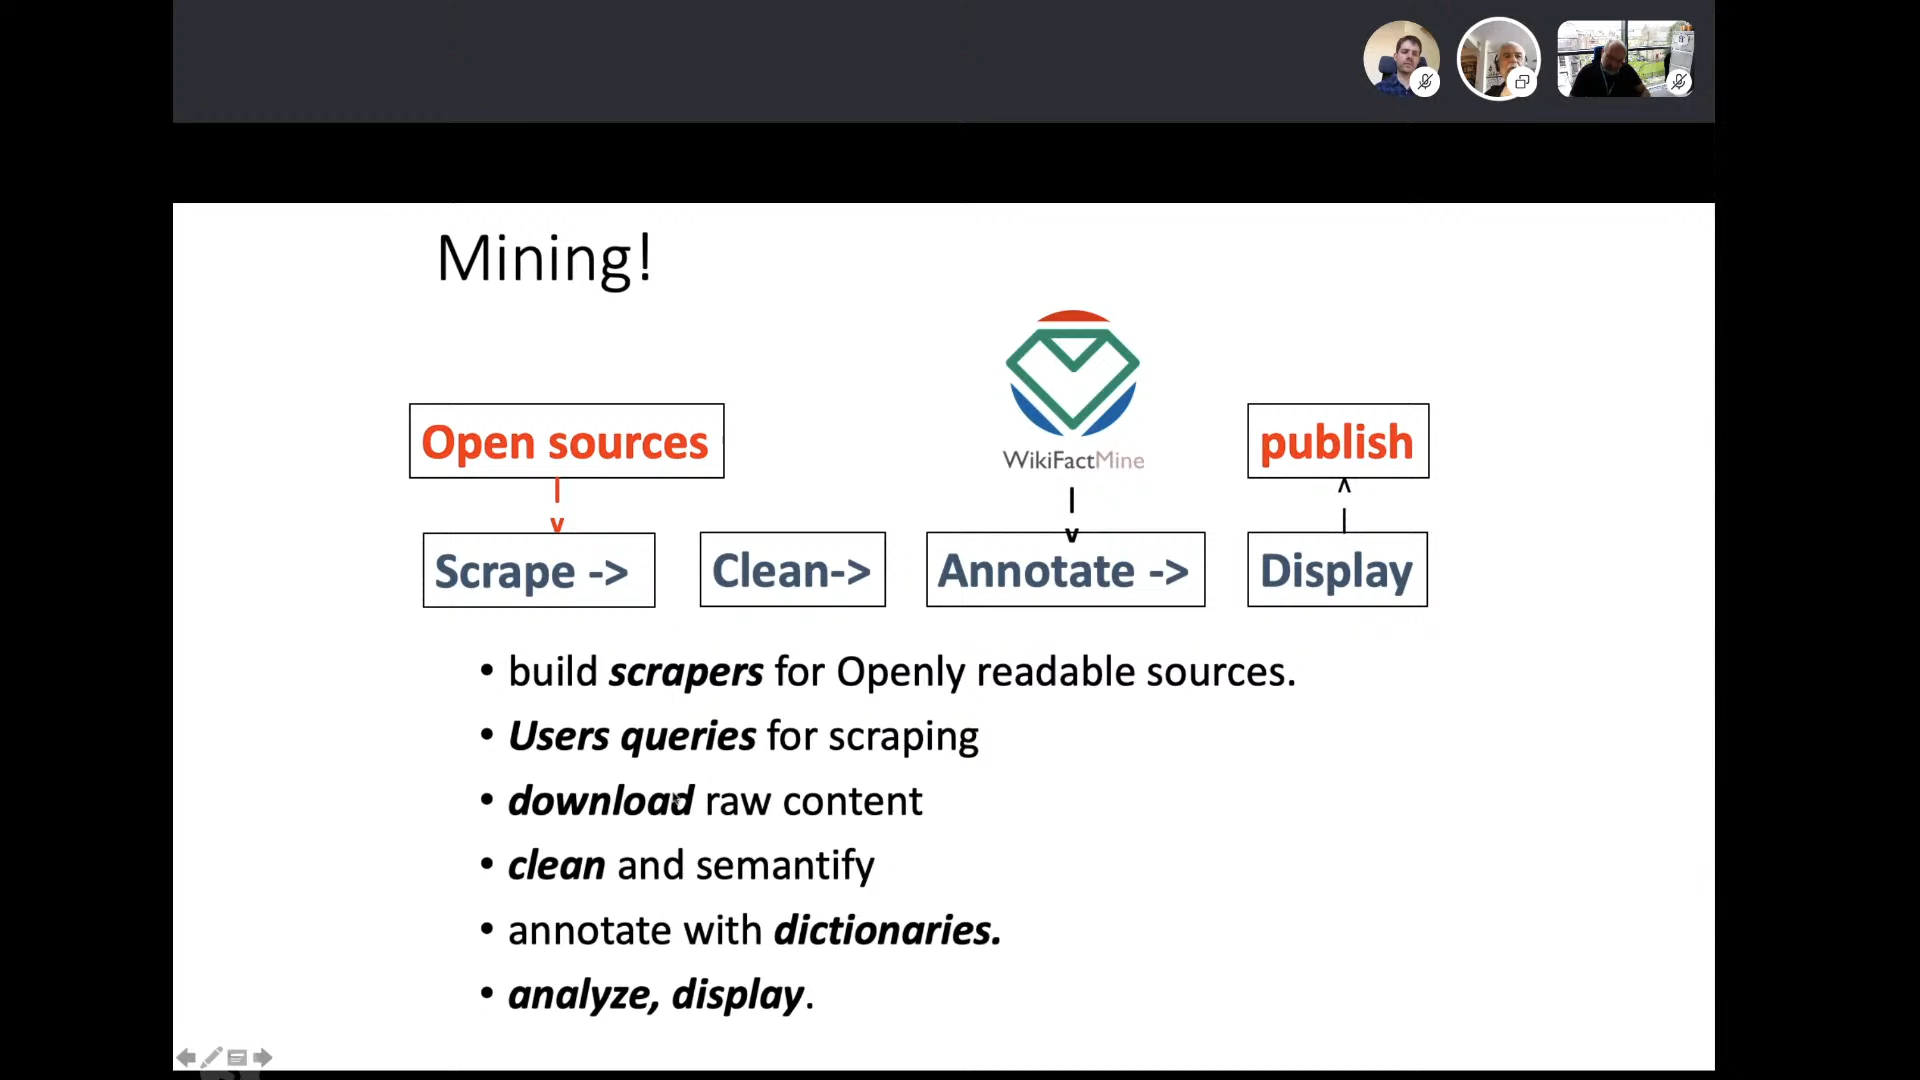 Mining!
WikiFactMine
Open sources
publish
Scrape ->
Clean->
Annotate ->
Display
• build scrapers for Openly readable sources.
• Users queries for scraping
• download raw content
• clean and semantify
• annotate with dictionaries.
• analyze, display.